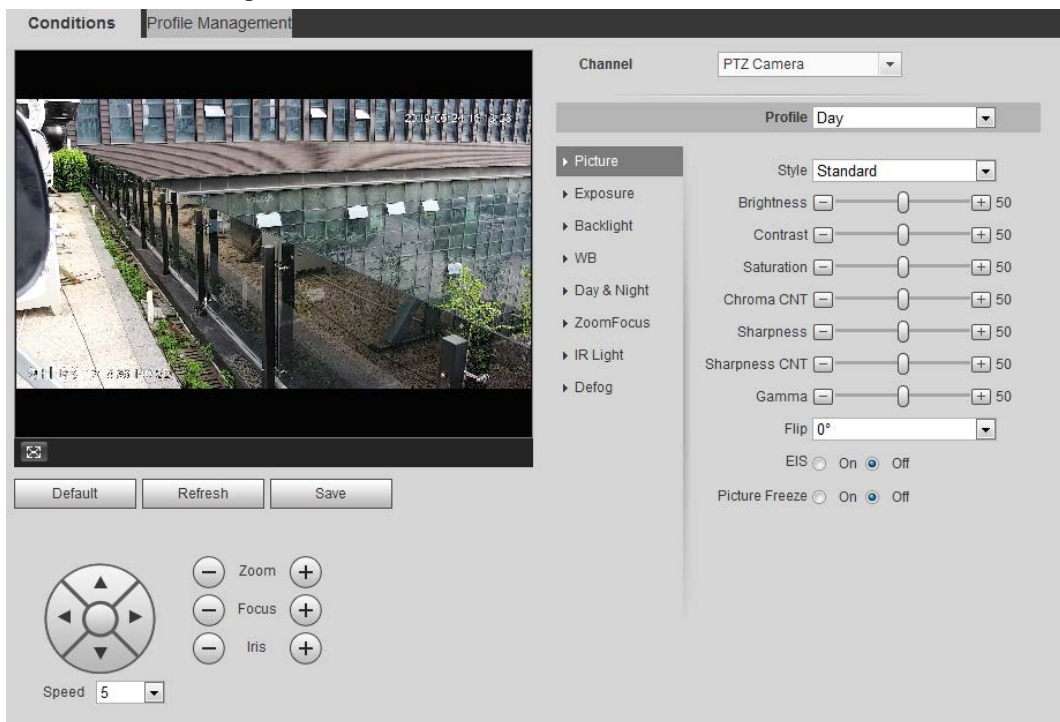 Conditions
Profile Management
Channel
PTZ Camera
Profile Day
Picture
Exposure
Backlight
WB
Day & Night
ZoomFocus
IR Light
Defog
Style Standard
Brightness 50
Contrast 50
Saturation 50
Chroma CNT 50
Sharpness 50
Sharpness CNT 50
Gamma 50
Flip 0°
EIS On Off
Picture Freeze On Off
Default
Refresh
Save
Zoom
Focus
Iris
Speed 5